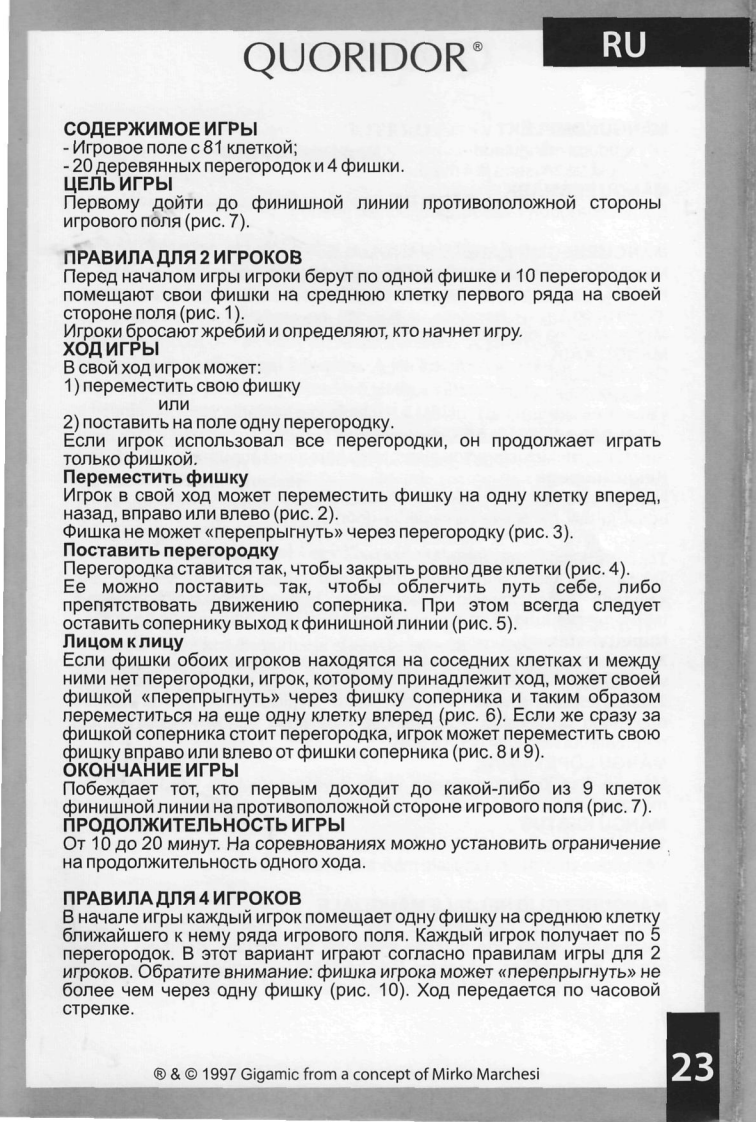 QUORIDOR®
RU
СОДЕРЖИМОЕ ИГРЫ
- Игровое поле с 81 клеткой;
- 20 деревянных перегородок и 4 фишки.
ЦЕЛЬ ИГРЫ
Первому дойти до финишной линии противоположной стороны
игрового поля (рис. 7).
ПРАВИЛА ДЛЯ 2 ИГРОКОВ
Перед началом игры игроки берут по одной фишке и 10 перегородок и
помещают свои фишки на среднюю клетку первого ряда на своей
стороне поля (рис. 1).
Игроки бросают жребий и определяют, кто начнет игру.
ХОД ИГРЫ
В свой ход игрок может:
1) переместить свою фишку
или
2) поставить на поле одну перегородку.
Если игрок использовал все перегородки, он продолжает играть
только фишкой.
Переместить фишку
Игрок в свой ход может переместить фишку на одну клетку вперед,
назад, вправо или влево (рис. 2).
Фишка не может «перепрыгнуть» через перегородку (рис. 3).
Поставить перегородку
Перегородка ставится так, чтобы закрыть ровно две клетки (рис. 4).
Ее можно поставить так, чтобы облегчить путь себе, либо
препятствовать движению соперника. При этом всегда следует
оставить сопернику выход к финишной линии (рис. 5).
Лицом к лицу
Если фишки обоих игроков находятся на соседних клетках и между
ними нет перегородки, игрок, которому принадлежит ход, может своей
фишкой «перепрыгнуть» через фишку соперника и таким образом
переместиться на еще одну клетку вперед (рис. 6). Если же сразу за
фишкой соперника стоит перегородка, игрок может переместить свою
фишку вправо или влево от фишки соперника (рис. 8 и 9).
ОКОНЧАНИЕ ИГРЫ
Побеждает тот, кто первым доходит до какой-либо из 9 клеток
финишной линии на противоположной стороне игрового поля (рис. 7).
ПРОДОЛЖИТЕЛЬНОСТЬ ИГРЫ
От 10 до 20 минут. На соревнованиях можно установить ограничение
на продолжительность одного хода.
ПРАВИЛА ДЛЯ 4 ИГРОКОВ
В начале игры каждый игрок помещает одну фишку на среднюю клетку
ближайшего к нему ряда игрового поля. Каждый игрок получает по 5
перегородок. В этот вариант играют согласно правилам игры для 2
игроков. Обратите внимание: фишка игрока может «перепрыгнуть» не
более чем через одну фишку (рис. 10). Ход передается по часовой
стрелке.
® & © 1997 Gigamic from a concept of Mirko Marchesi
23